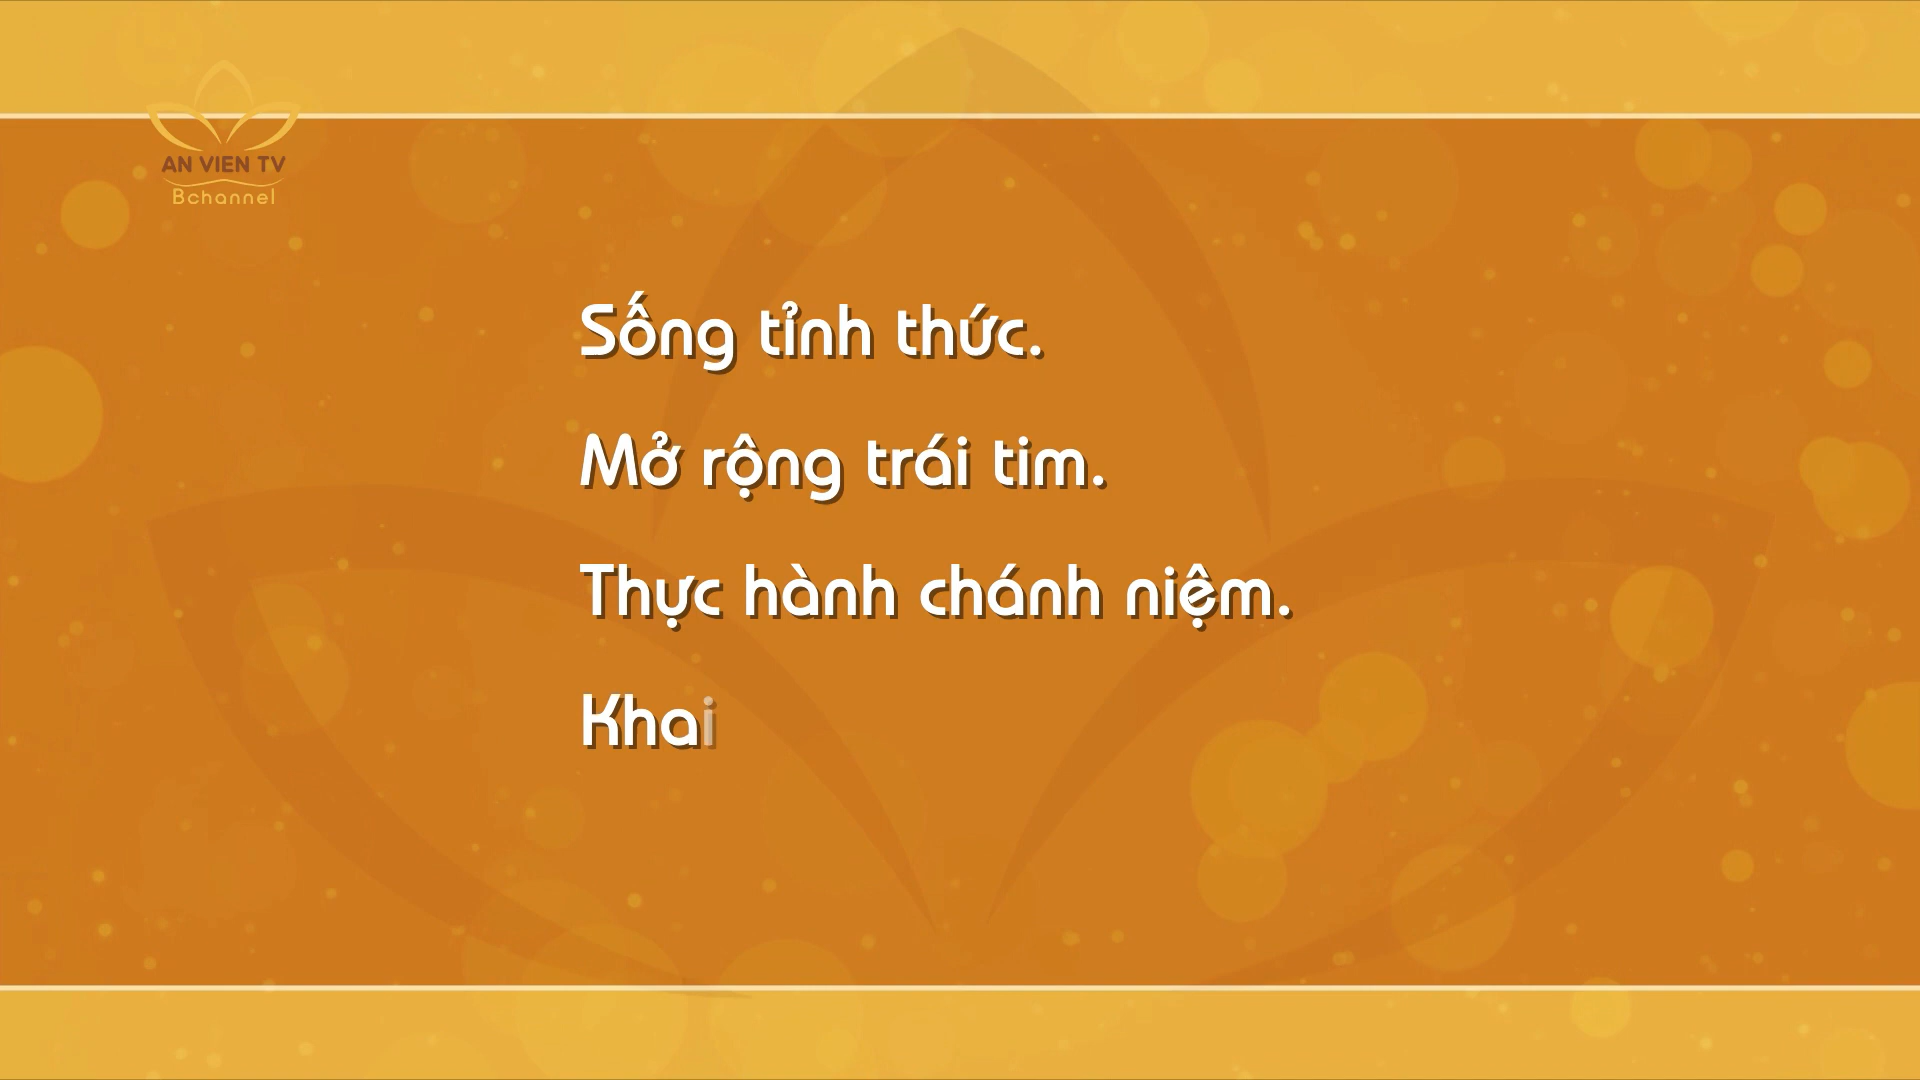 AN VIEN TV
Bchannel
Sống tỉnh thức.
Mở rộng trái tim.
Thực hành chánh niệm.
Khai